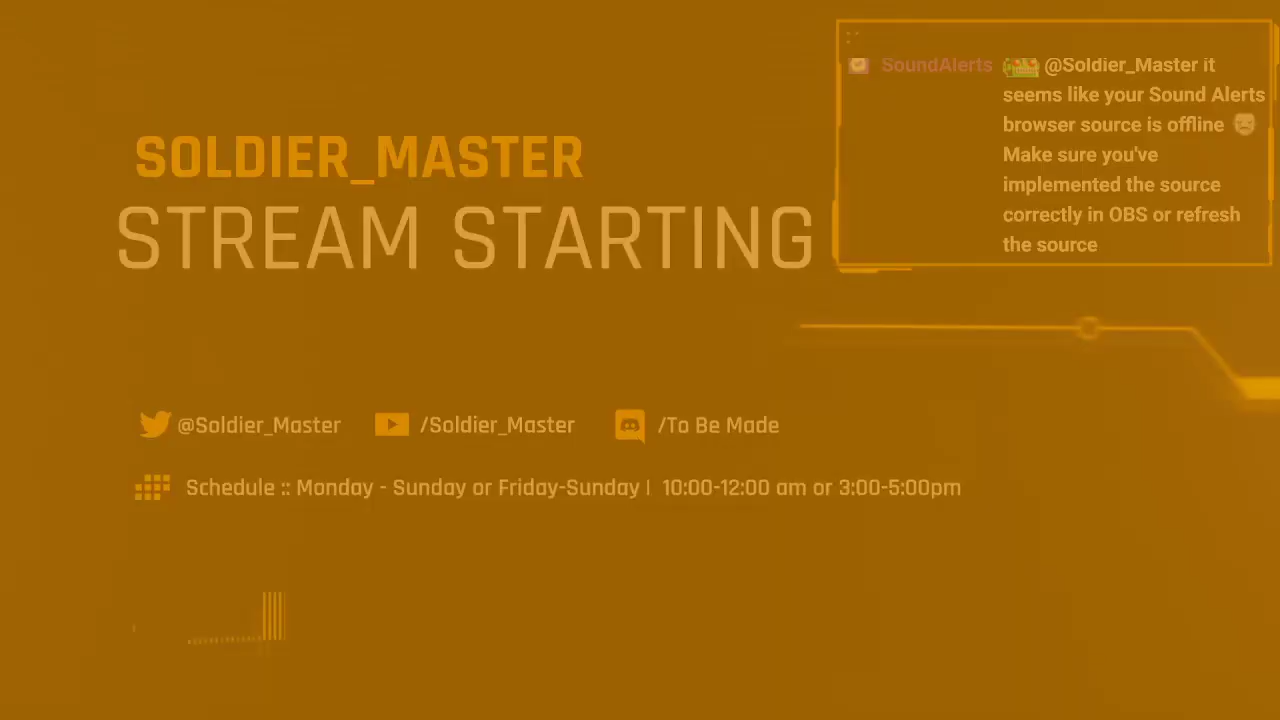 SOLDIER_MASTER
STREAM STARTING
SoundAlerts @Soldier_Master it
seems like your Sound Alerts
browser source is offline
Make sure you've
implemented the source
correctly in OBS or refresh
the source
@Soldier_Master
/Soldier_Master
/To Be Made
Schedule :: Monday - Sunday or Friday-Sunday | 10:00-12:00 am or 3:00-5:00pm